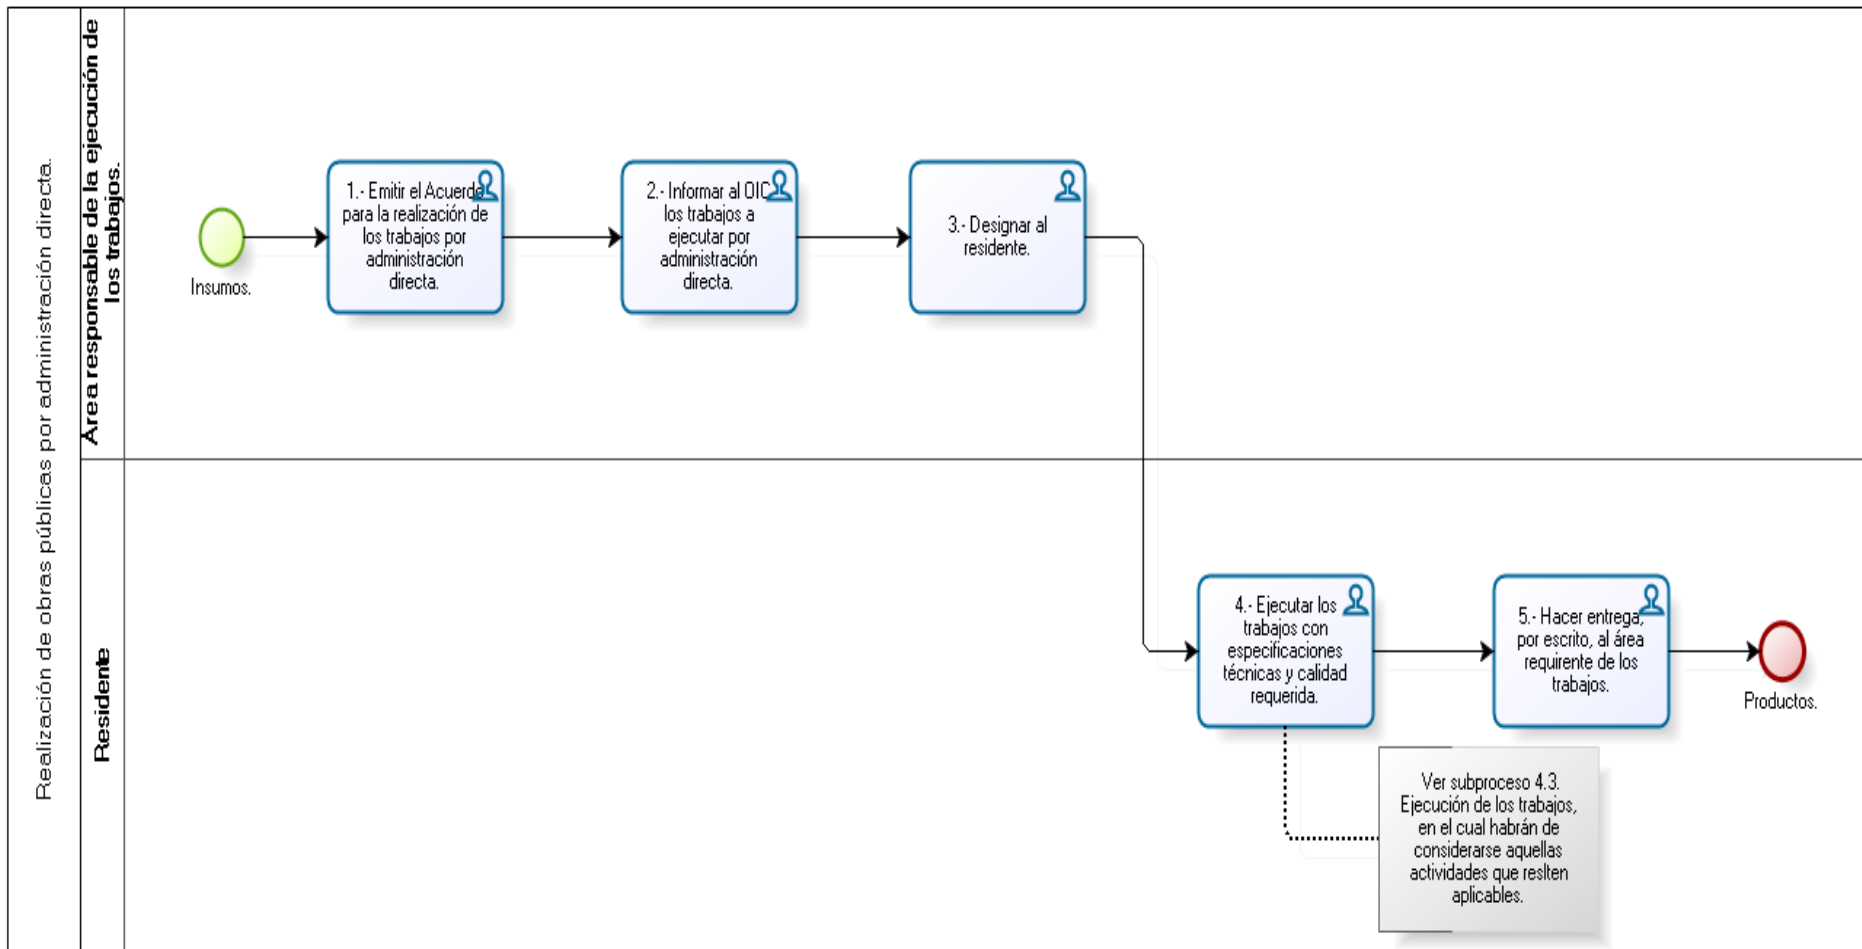 Realización de obras públicas por administración directa.
Área responsable de la ejecución de
los trabajos.
Insumos.
1.- Emitir el Acuerdo
para la realización de
los trabajos por
administración
directa.
2.- Informar al OIC
los trabajos a
ejecutar por
administración
directa.
3.- Designar al
residente.
Residente
4.- Ejecutar los
trabajos con
especificaciones
técnicas y calidad
requerida.
5.- Hacer entrega,
por escrito, al área
requirente de los
trabajos.
Productos.
Ver subproceso 4.3.
Ejecución de los trabajos,
en el cual habrán de
considerarse aquellas
actividades que reslten
aplicables.